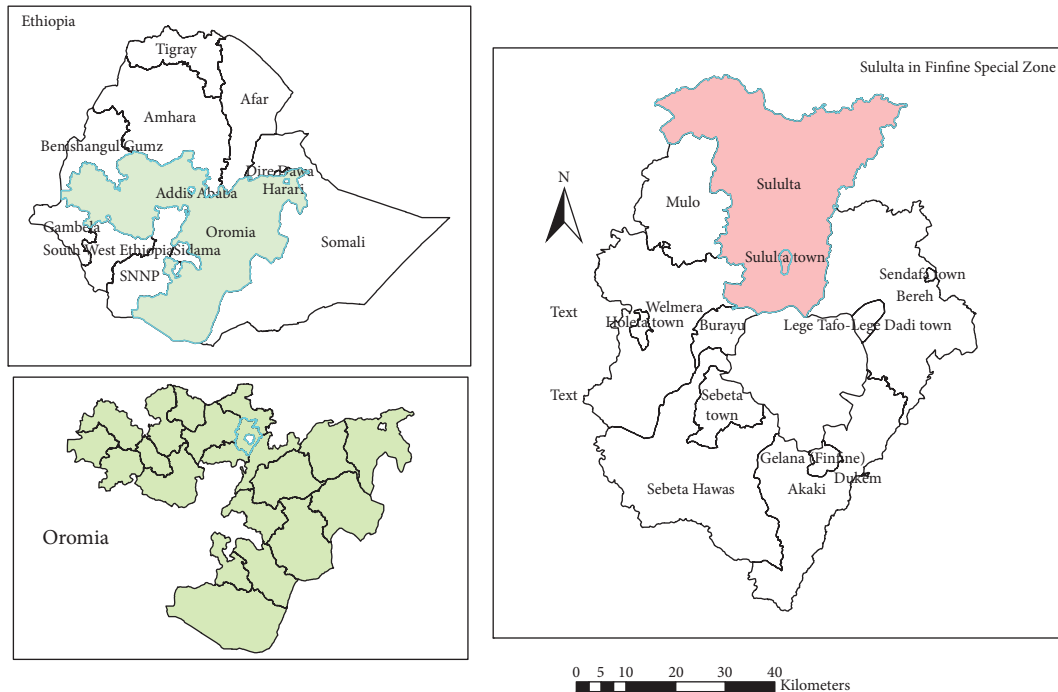 Ethiopia
Tigray
Afar
Amhara
Benishangul Gumz
Dire Dawa
Addis Ababa
Harari
Gambela
Oromia
Somali
South West Ethiopia
Sidama
SNNP
Oromia
Sululta in Finfine Special Zone
N
Sululta
Mulo
Sululta town
Sendafa town
Bereh
Text
Welmera
Holeta town
Burayu
Lege Tafo-Lege Dadi town
Text
Sebeta
town
Gelana (Finfine)
Dukem
Sebeta Hawas
Akaki
0 5 10 20 30 40
Kilometers